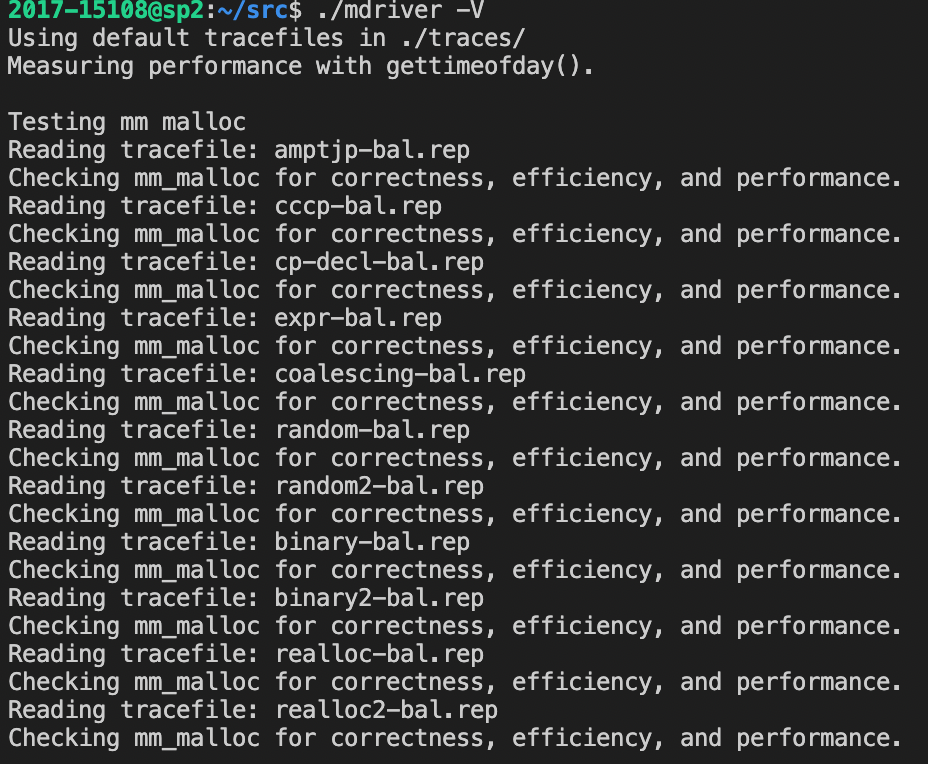 2017-15108@sp2:~/src$ ./mdriver -V
Using default tracefiles in ./traces/
Measuring performance with gettimeofday().
Testing mm malloc
Reading tracefile: amptjp-bal.rep
Checking mm_malloc for correctness, efficiency, and performance.
Reading tracefile: cccp-bal.rep
Checking mm_malloc for correctness, efficiency, and performance.
Reading tracefile: cp-decl-bal.rep
Checking mm_malloc for correctness, efficiency, and performance.
Reading tracefile: expr-bal.rep
Checking mm_malloc for correctness, efficiency, and performance.
Reading tracefile: coalescing-bal.rep
Checking mm_malloc for correctness, efficiency, and performance.
Reading tracefile: random-bal.rep
Checking mm_malloc for correctness, efficiency, and performance.
Reading tracefile: random2-bal.rep
Checking mm_malloc for correctness, efficiency, and performance.
Reading tracefile: binary-bal.rep
Checking mm_malloc for correctness, efficiency, and performance.
Reading tracefile: binary2-bal.rep
Checking mm_malloc for correctness, efficiency, and performance.
Reading tracefile: realloc-bal.rep
Checking mm_malloc for correctness, efficiency, and performance.
Reading tracefile: realloc2-bal.rep
Checking mm_malloc for correctness, efficiency, and performance.